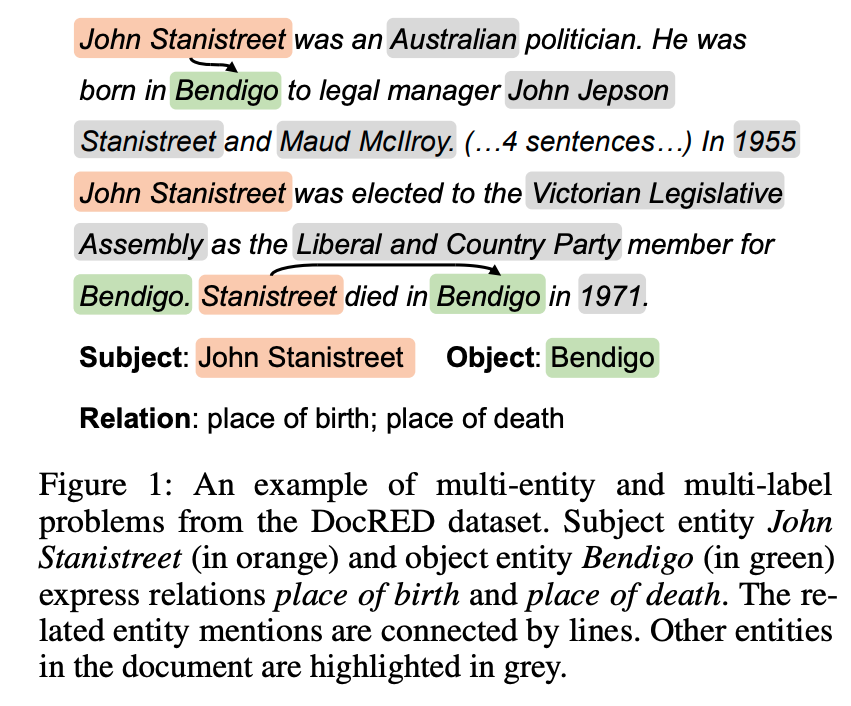 John Stanistreet was an Australian politician. He was
born in Bendigo to legal manager John Jepson
Stanistreet and Maud McIlroy. (...4 sentences...) In 1955
John Stanistreet was elected to the Victorian Legislative
Assembly as the Liberal and Country Party member for
Bendigo. Stanistreet died in Bendigo in 1971.
Subject: John Stanistreet Object: Bendigo
Relation: place of birth; place of death
Figure 1: An example of multi-entity and multi-label
problems from the DocRED dataset. Subject entity John
Stanistreet (in orange) and object entity Bendigo (in green)
express relations place of birth and place of death. The re-
lated entity mentions are connected by lines. Other entities
in the document are highlighted in grey.